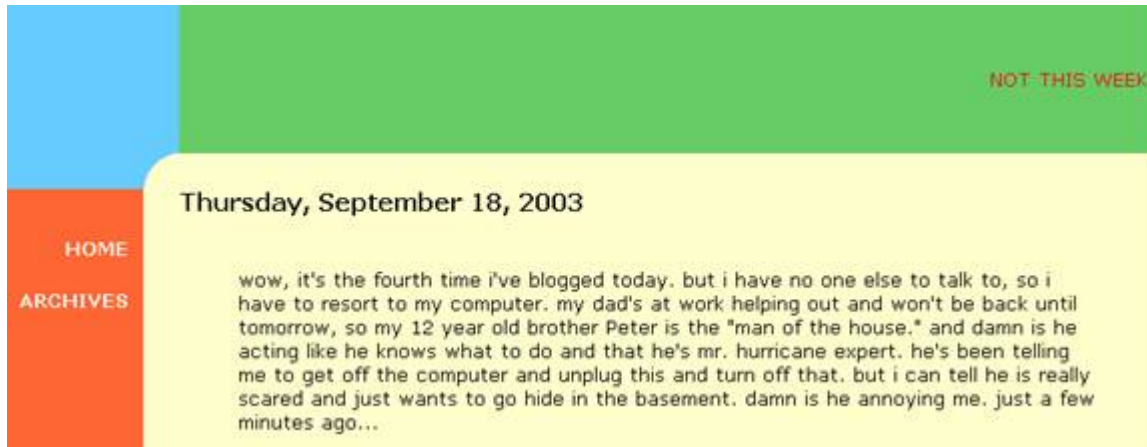 NOT THIS WEEK
Thursday, September 18, 2003
HOME
ARCHIVES
wow, it's the fourth time i've blogged today. but i have no one else to talk to, so i
have to resort to my computer. my dad's at work helping out and won't be back until
tomorrow, so my 12 year old brother Peter is the "man of the house." and damn is he
acting like he knows what to do and that he's mr. hurricane expert. he's been telling
me to get off the computer and unplug this and turn off that. but i can tell he is really
scared and just wants to go hide in the basement. damn is he annoying me. just a few
minutes ago...